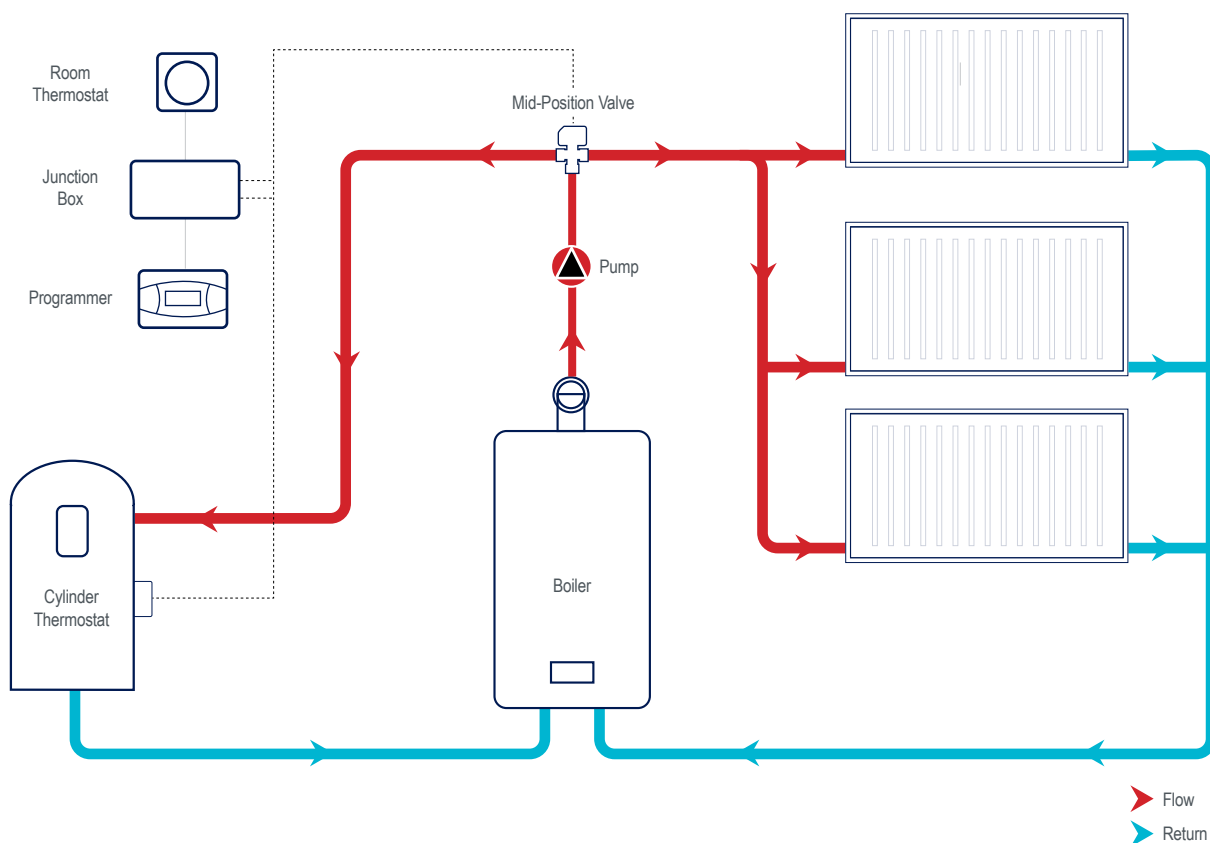 Room
Thermostat
Mid-Position Valve
Junction
Box
Pump
Programmer
Boiler
Cylinder
Thermostat
Flow
Return